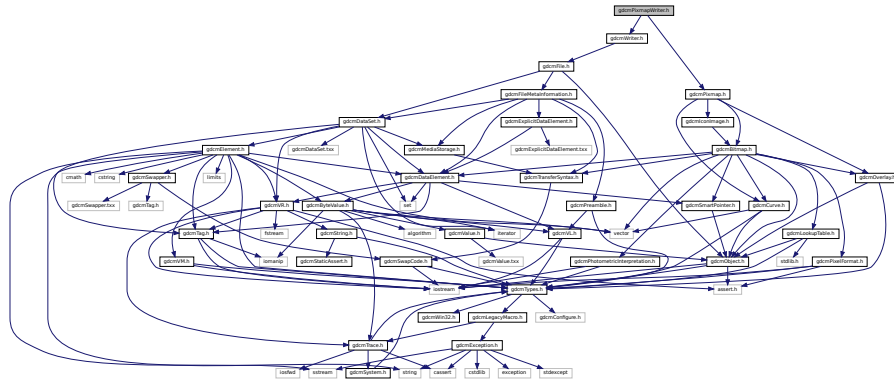 gdcmPixmapWriter.h
gdcmWriter.h
gdcmFile.h
gdcmFileMetaInformation.h
gdcmPixmap.h
gdcmDataSet.h
gdcmExplicitDataElement.h
gdcmIconImage.h
gdcmElement.h
gdcmDataSet.txx
gdcmMediaStorage.h
gdcmExplicitDataElement.txx
gdcmBitmap.h
cmath
cstring
gdcmSwapper.h
limits
gdcmDataElement.h
gdcmTransferSyntax.h
gdcmOverlay.h
gdcmSwapper.txx
gdcmTag.h
gdcmVR.h
gdcmByteValue.h
set
gdcmPreamble.h
gdcmSmartPointer.h
gdcmCurve.h
gdcmTag.h
fstream
gdcmString.h
algorithm
gdcmValue.h
iterator
gdcmVL.h
vector
gdcmLookupTable.h
gdcmVM.h
iomanip
gdcmStaticAssert.h
gdcmSwapCode.h
gdcmValue.txx
gdcmPhotometricInterpretation.h
gdcmObject.h
stdlib.h
gdcmPixelFormat.h
iostream
gdcmTypes.h
assert.h
gdcmWin32.h
gdcmLegacyMacro.h
gdcmConfigure.h
gdcmTrace.h
gdcmException.h
iosfwd
sstream
gdcmSystem.h
string
cassert
cstdlib
exception
stdexcept